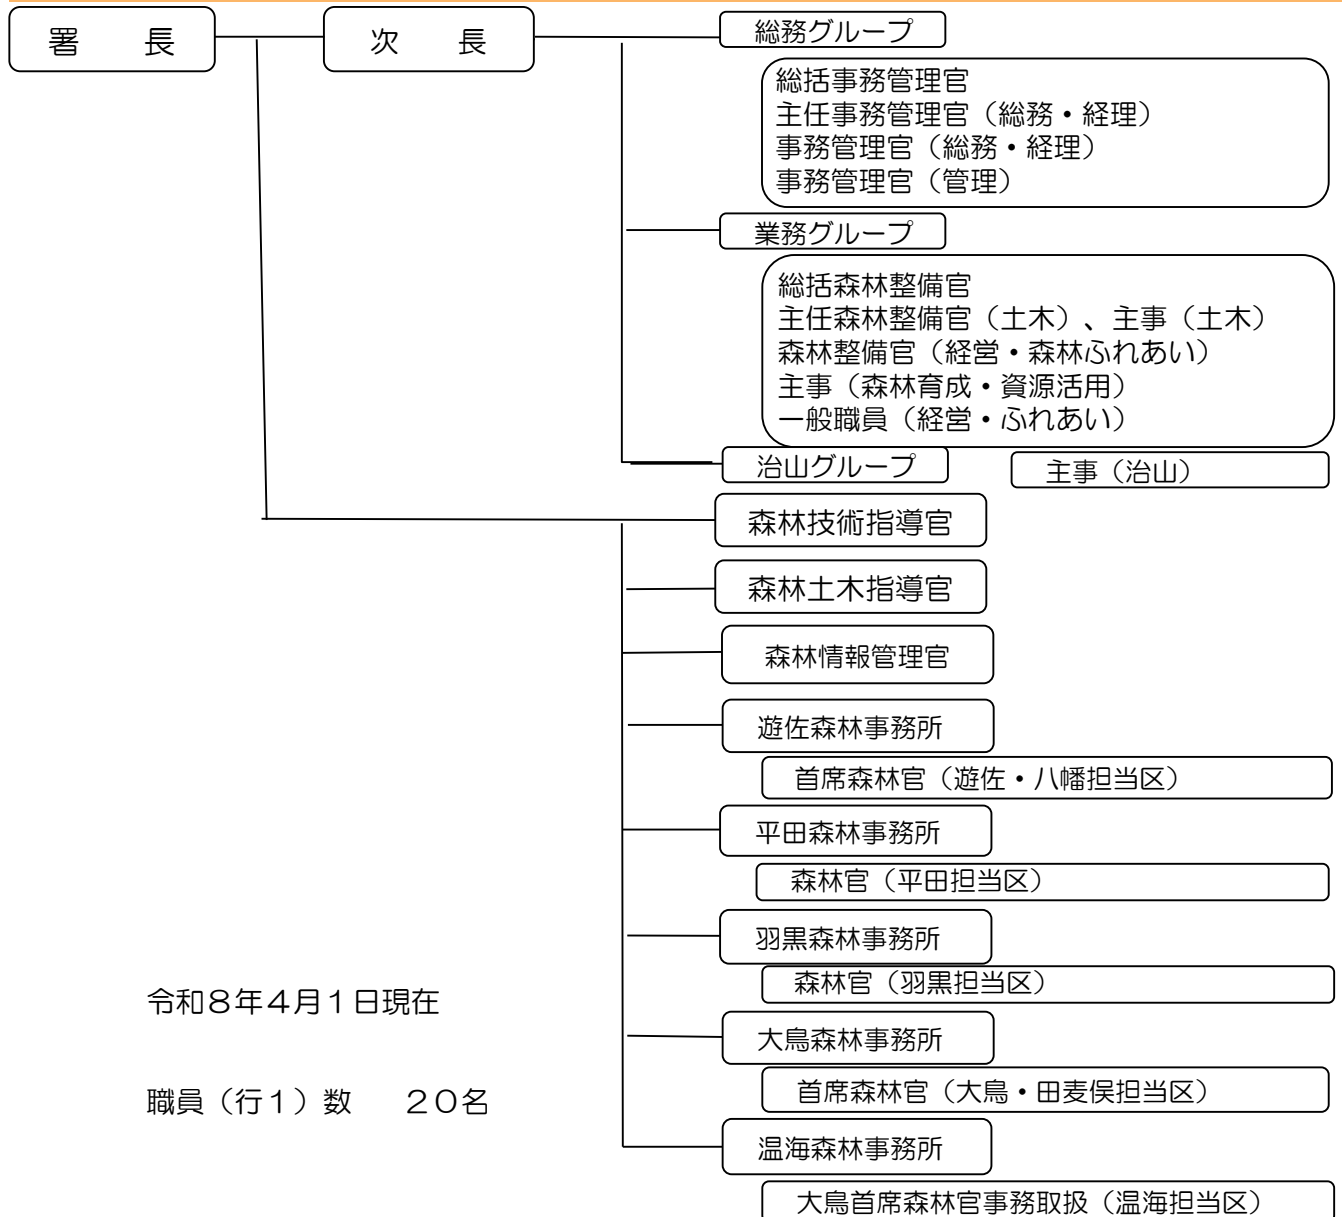 署　　長
次　　長
総務グループ
総括事務管理官
主任事務管理官（総務・経理）
事務管理官（総務・経理）
事務管理官（管理）
業務グループ
総括森林整備官
主任森林整備官（土木）、主事（土木）
森林整備官（経営・森林ふれあい）
主事（森林育成・資源活用）
一般職員（経営・ふれあい）
治山グループ
主事（治山）
森林技術指導官
森林土木指導官
森林情報管理官
遊佐森林事務所
首席森林官（遊佐・八幡担当区）
平田森林事務所
森林官（平田担当区）
羽黒森林事務所
森林官（羽黒担当区）
大鳥森林事務所
首席森林官（大鳥・田麦俣担当区）
温海森林事務所
大鳥首席森林官事務取扱（温海担当区）
令和８年４月１日現在
職員（行１）数　　２０名